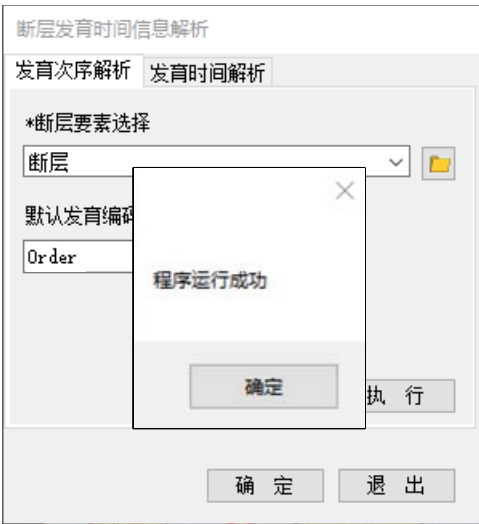 断层发育时间信息解析
发育次序解析 发育时间解析
*断层要素选择
断层
默认发育编码
Order
程序运行成功
确定
执 行
确 定 退 出